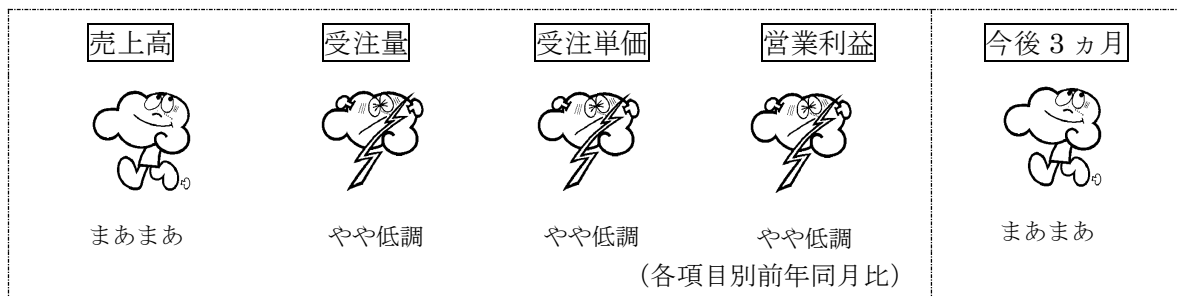 売上高 受注量 受注単価 営業利益 今後3ヵ月
まあまあ やや低調 やや低調 やや低調 まあまあ
（各項目別前年同月比）